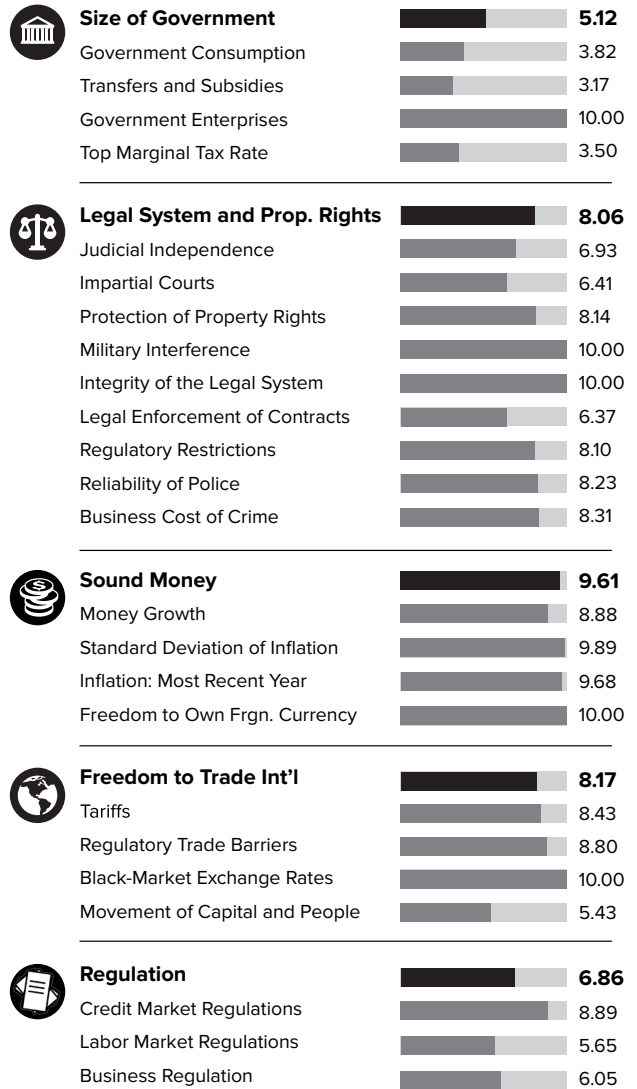 Size of Government 5.12
Government Consumption 3.82
Transfers and Subsidies 3.17
Government Enterprises 10.00
Top Marginal Tax Rate 3.50
Legal System and Prop. Rights 8.06
Judicial Independence 6.93
Impartial Courts 6.41
Protection of Property Rights 8.14
Military Interference 10.00
Integrity of the Legal System 10.00
Legal Enforcement of Contracts 6.37
Regulatory Restrictions 8.10
Reliability of Police 8.23
Business Cost of Crime 8.31
Sound Money 9.61
Money Growth 8.88
Standard Deviation of Inflation 9.89
Inflation: Most Recent Year 9.68
Freedom to Own Frgn. Currency 10.00
Freedom to Trade Int’l 8.17
Tariffs 8.43
Regulatory Trade Barriers 8.80
Black-Market Exchange Rates 10.00
Movement of Capital and People 5.43
Regulation 6.86
Credit Market Regulations 8.89
Labor Market Regulations 5.65
Business Regulation 6.05